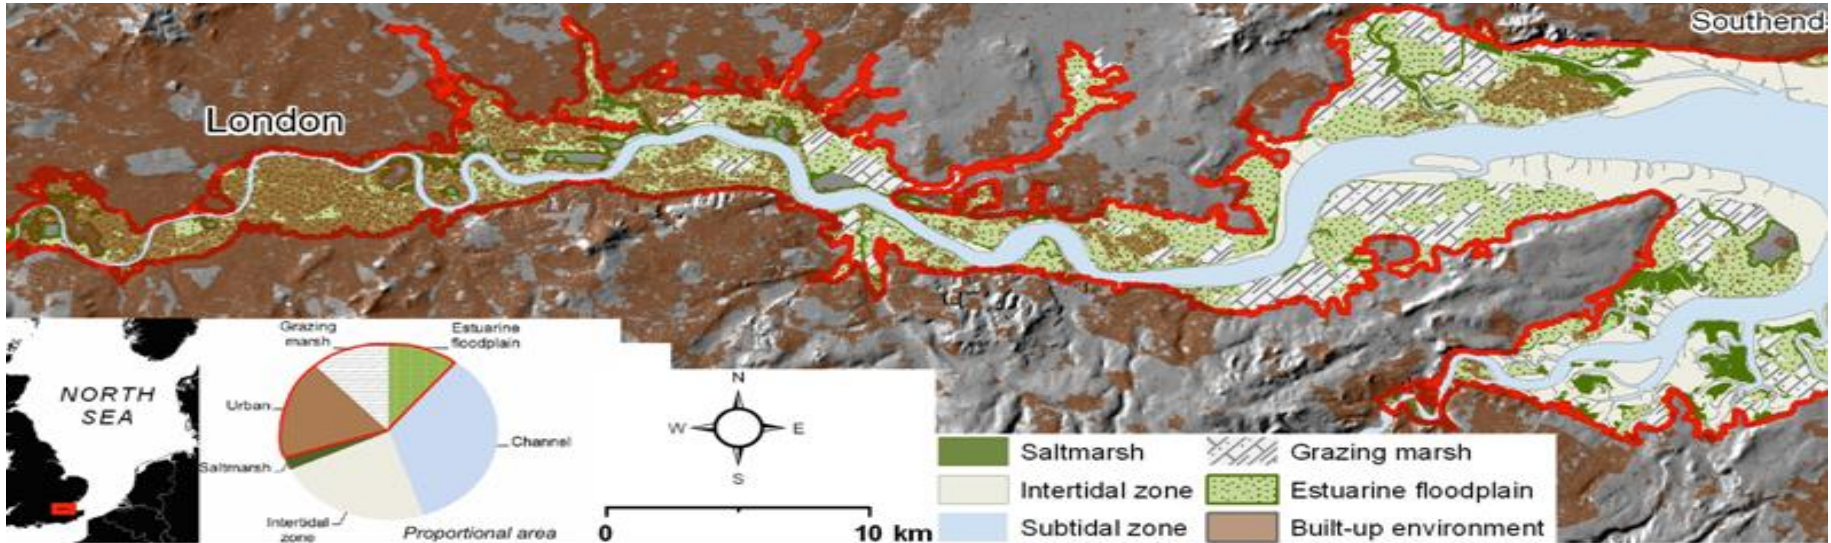 Southend-
London
Grazing
marsh
Estuarine
floodplain
Urban
Channel
Saltmarsh
Intertidal
zone
Proportional area
NORTH
SEA
N
W
E
S
0
10 km
Saltmarsh
Grazing marsh
Intertidal zone
Estuarine floodplain
Subtidal zone
Built-up environment